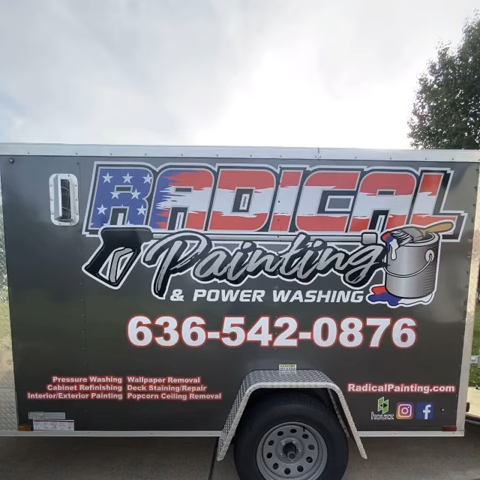 RADICAL
Painting
& POWER WASHING
636-542-0876
Pressure Washing Wallpaper Removal
Cabinet Refinishing Deck Staining/Repair
Interior/Exterior Painting Popcorn Ceiling Removal
RadicalPainting.com